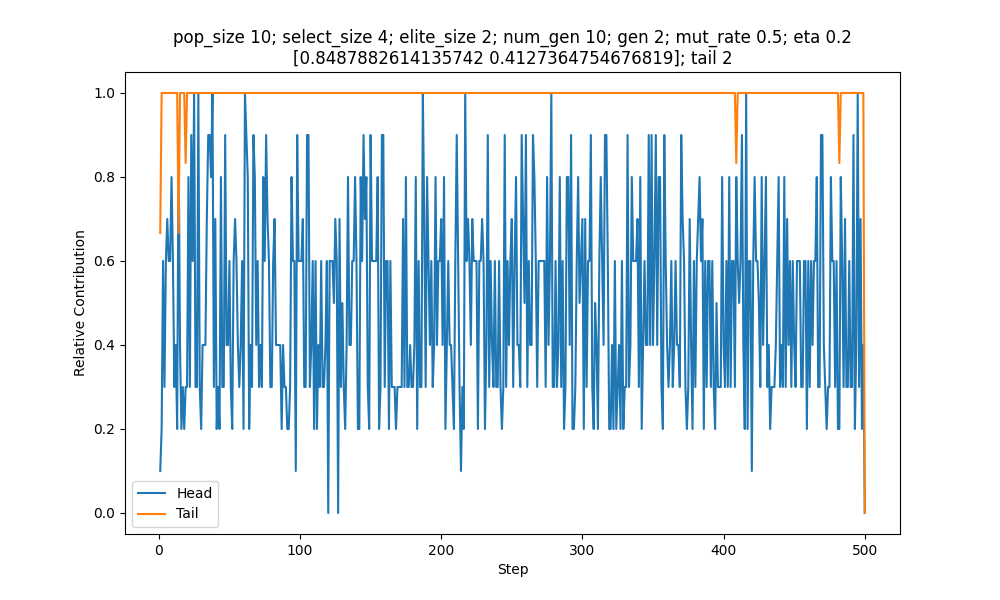 pop_size 10; select_size 4; elite_size 2; num_gen 10; gen 2; mut_rate 0.5; eta 0.2
[0.8487882614135742 0.4127364754676819]; tail 2
1.0
0.8
0.6
0.4
0.2
0.0
Relative Contribution
Head
Tail
0
100
200
300
400
500
Step